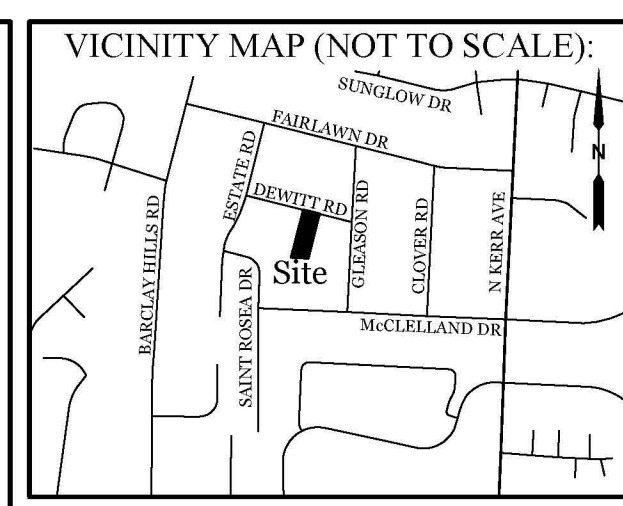 VICINITY MAP (NOT TO SCALE):
SUNGLOW DR
FAIRLAWN DR
N
ESTATE RD
DEWITT RD
GLEASON RD
CLOVER RD
N KERR AVE
BARCLAY HILLS RD
Site
SAINT ROSEA DR
McCLELLAND DR